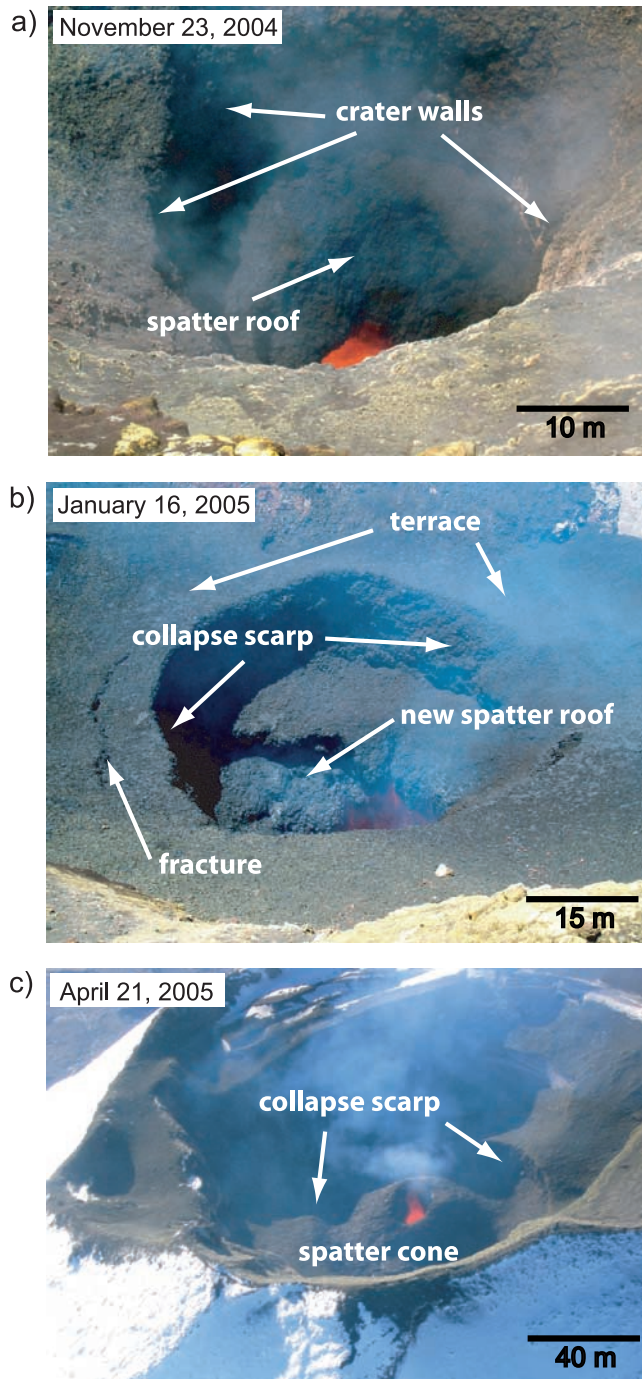 a)
November 23, 2004
crater walls
spatter roof
10 m
b)
January 16, 2005
terrace
collapse scarp
new spatter roof
fracture
15 m
c)
April 21, 2005
collapse scarp
spatter cone
40 m